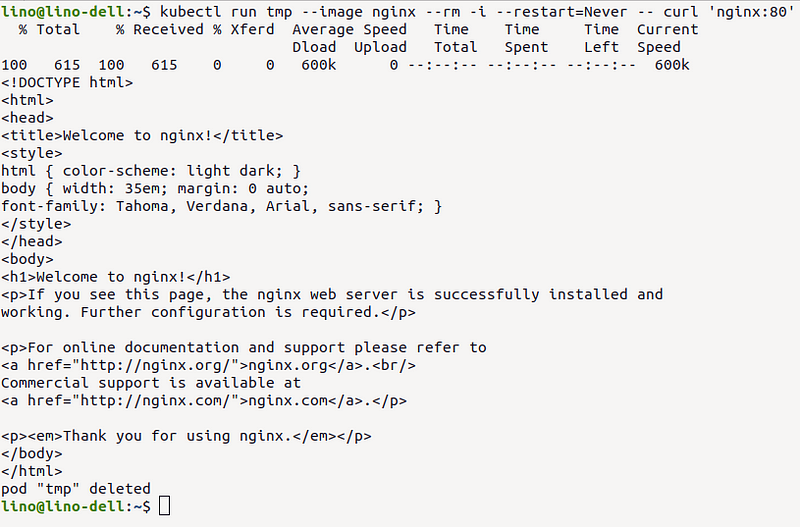 lino@lino-dell:~$ kubectl run tmp --image nginx --rm -i --restart=Never -- curl 'nginx:80'
  % Total    % Received % Xferd  Average Speed   Time    Time     Time  Current
                                 Dload  Upload   Total   Spent    Left  Speed
100   615  100   615    0     0   600k      0 --:--:-- --:--:-- --:--:--  600k
<!DOCTYPE html>
<html>
<head>
<title>Welcome to nginx!</title>
<style>
html { color-scheme: light dark; }
body { width: 35em; margin: 0 auto;
font-family: Tahoma, Verdana, Arial, sans-serif; }
</style>
</head>
<body>
<h1>Welcome to nginx!</h1>
<p>If you see this page, the nginx web server is successfully installed and
working. Further configuration is required.</p>

<p>For online documentation and support please refer to
<a href="http://nginx.org/">nginx.org</a>.<br/>
Commercial support is available at
<a href="http://nginx.com/">nginx.com</a>.</p>

<p><em>Thank you for using nginx.</em></p>
</body>
</html>
pod "tmp" deleted
lino@lino-dell:~$